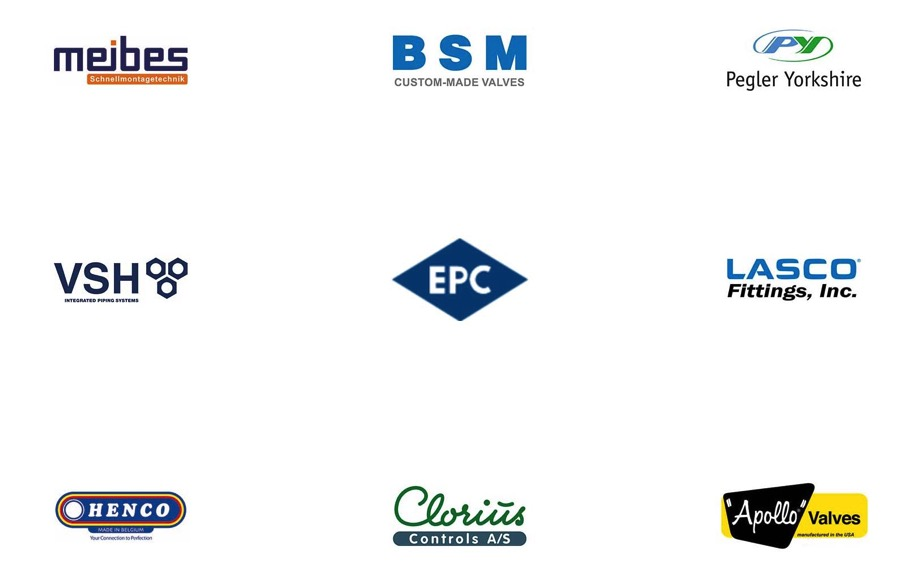 meibes
Schnellmontagetechnik
BSM
CUSTOM-MADE VALVES
PY
Pegler Yorkshire
VSH
INTEGRATED PIPING SYSTEMS
EPC
LASCO®
Fittings, Inc.
HENCO
MADE IN BELGIUM
Your Connection to Perfection
Clorius
Controls A/S
"Apollo"® Valves
manufactured in the USA